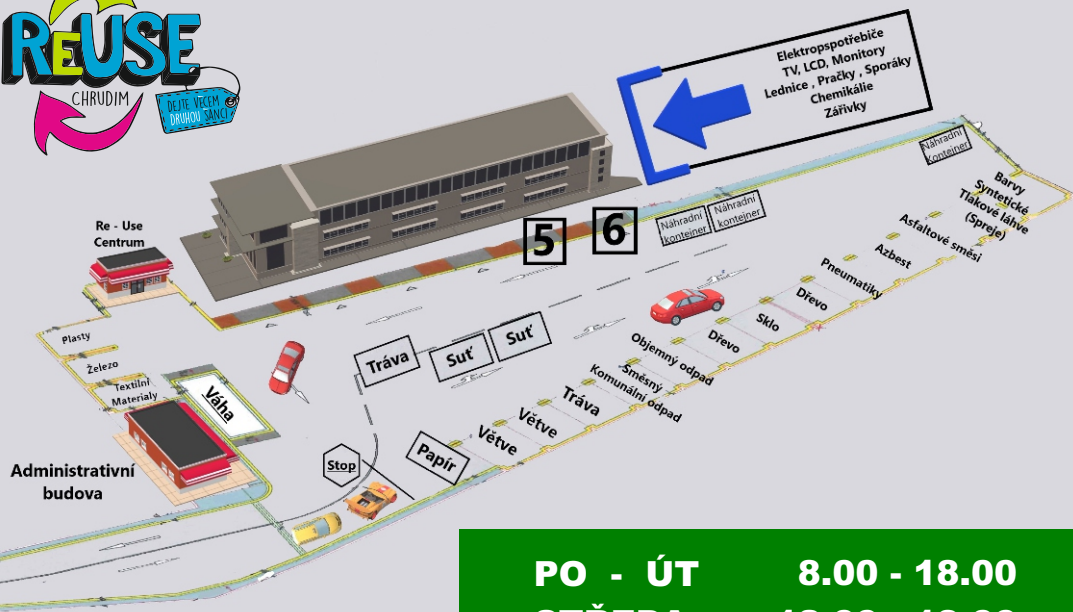 REUSE
CHRUDIM
DEJTE VĚCEM
DRUHOU ŠANCI
Elektropspotřebiče
TV, LCD, Monitory
Lednice , Pračky , Sporáky
Chemikálie
Zářivky
Náhradní
Kontejner
Barvy
Syntetické
Tlakové láhve
(Spreje)
Asfaltové směsi
Azbest
Pneumatiky
Dřevo
Sklo
Dřevo
Objemný odpad
Směsný
Komunální odpad
Tráva
Větve
Větve
Papír
Náhradní
kontejner
Náhradní
kontejner
5
6
Re - Use
Centrum
Plasty
Železo
Textilní
Materialy
Váha
Tráva
Suť
Suť
Stop
Administrativní
budova
PO - ÚT 8.00 - 18.00